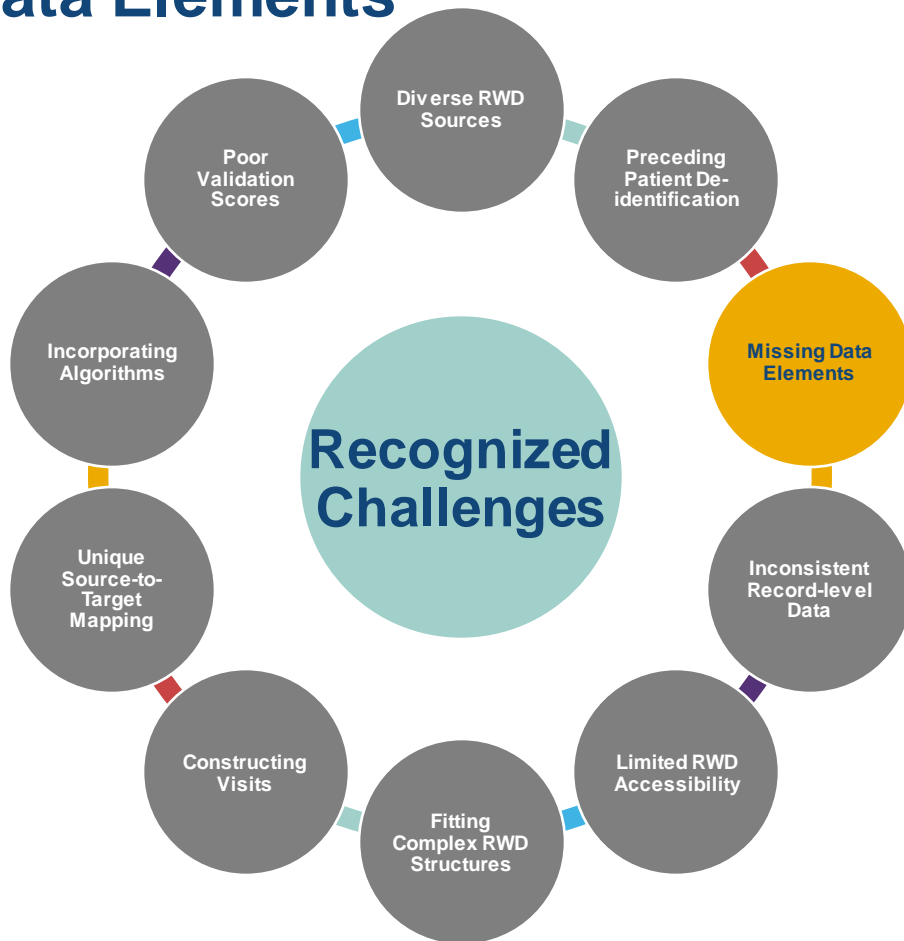 ata Elements
Diverse RWD
Sources
Preceding
Patient De-
identification
Missing Data
Elements
Inconsistent
Record-level
Data
Limited RWD
Accessibility
Fitting
Complex RWD
Structures
Constructing
Visits
Unique
Source-to-
Target
Mapping
Incorporating
Algorithms
Poor
Validation
Scores
Recognized
Challenges